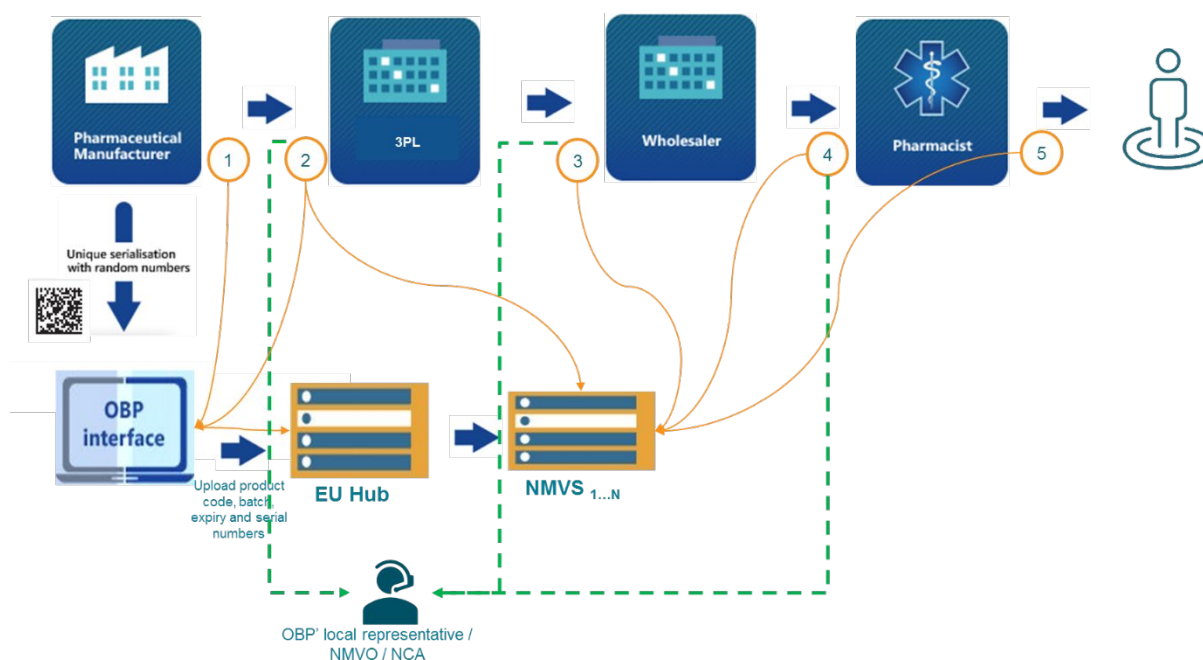 Pharmaceutical
Manufacturer
3PL
Wholesaler
Pharmacist
1
2
3
4
5
Unique serialisation
with random numbers
OBP
interface
Upload product
code, batch,
expiry and serial
numbers
EU Hub
NMVS 1...N
OBP' local representative /
NMVO / NCA